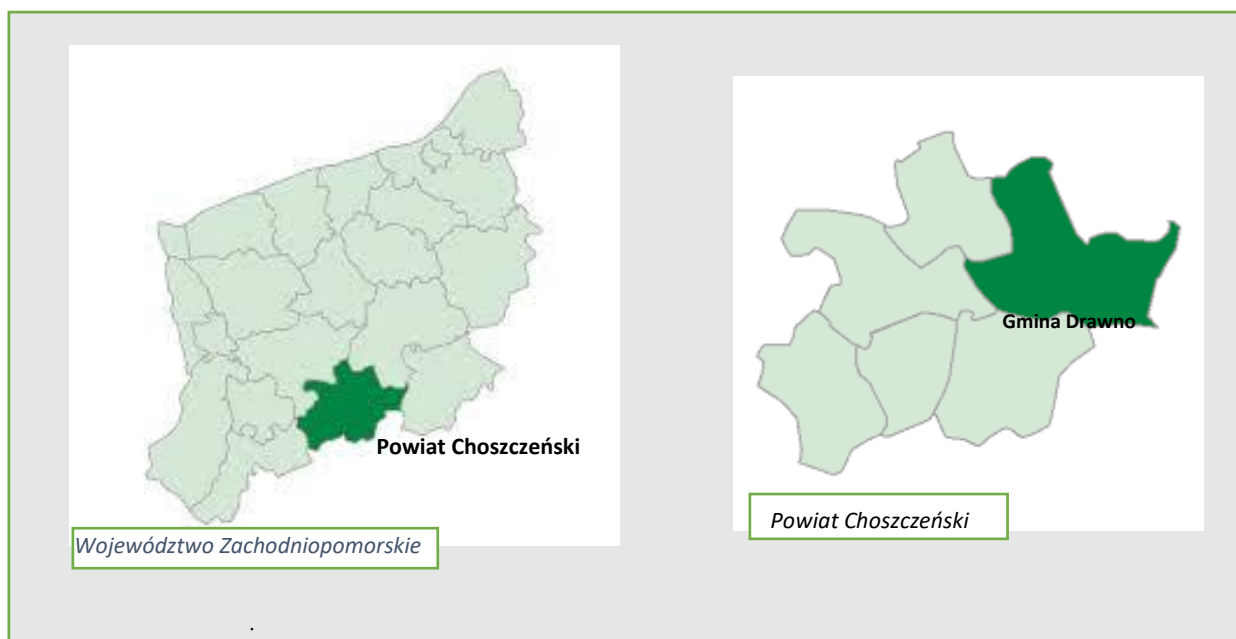 Powiat Choszczeński
Województwo Zachodniopomorskie
Gmina Drawno
Powiat Choszczeński
.